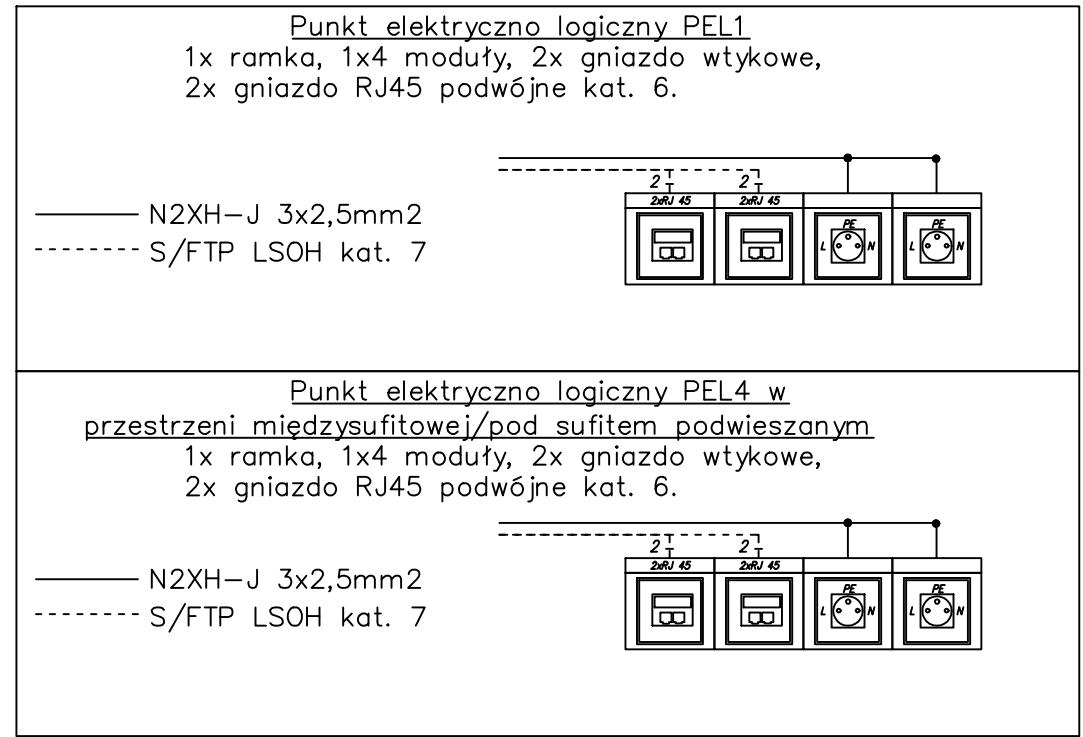 Punkt elektryczno logiczny PEL1
1x ramka, 1x4 moduły, 2x gniazdo wtykowe,
2x gniazdo RJ45 podwójne kat. 6.
2 2
2xRJ 45 2xRJ 45
N2XH-J 3x2,5mm2
S/FTP LSOH kat. 7
PE PE
L N L N
Punkt elektryczno logiczny PEL4 w
przestrzeni międzysufitowej/pod sufitem podwieszanym
1x ramka, 1x4 moduły, 2x gniazdo wtykowe,
2x gniazdo RJ45 podwójne kat. 6.
2 2
2xRJ 45 2xRJ 45
N2XH-J 3x2,5mm2
S/FTP LSOH kat. 7
PE PE
L N L N